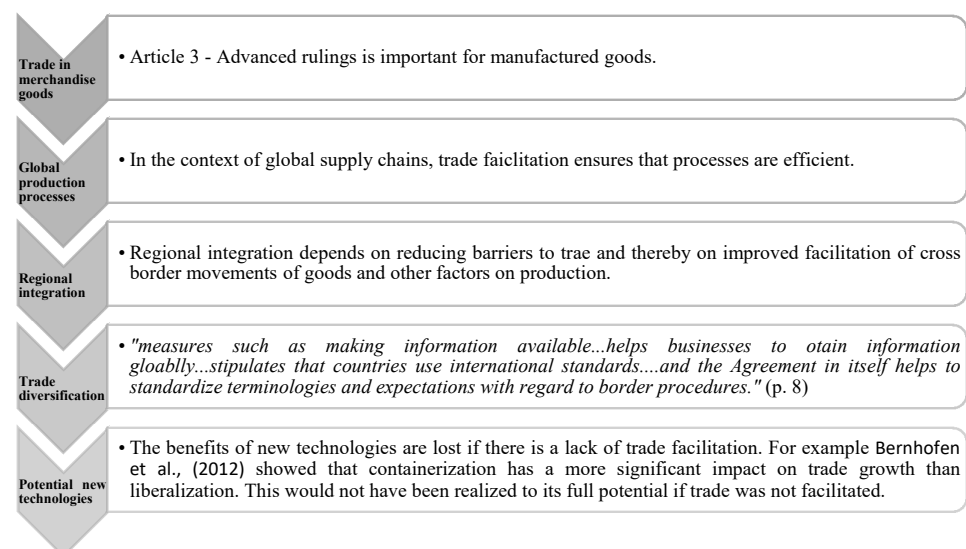 Trade in
merchandise
goods
• Article 3 - Advanced rulings is important for manufactured goods.
Global
production
processes
• In the context of global supply chains, trade faiclitation ensures that processes are efficient.
Regional
integration
• Regional integration depends on reducing barriers to trae and thereby on improved facilitation of cross
border movements of goods and other factors on production.
Trade
diversification
• "measures such as making information available...helps businesses to otain information
gloablly...stipulates that countries use international standards....and the Agreement in itself helps to
standardize terminologies and expectations with regard to border procedures." (p. 8)
Potential new
technologies
• The benefits of new technologies are lost if there is a lack of trade facilitation. For example Bernhofen
et al., (2012) showed that containerization has a more significant impact on trade growth than
liberalization. This would not have been realized to its full potential if trade was not facilitated.